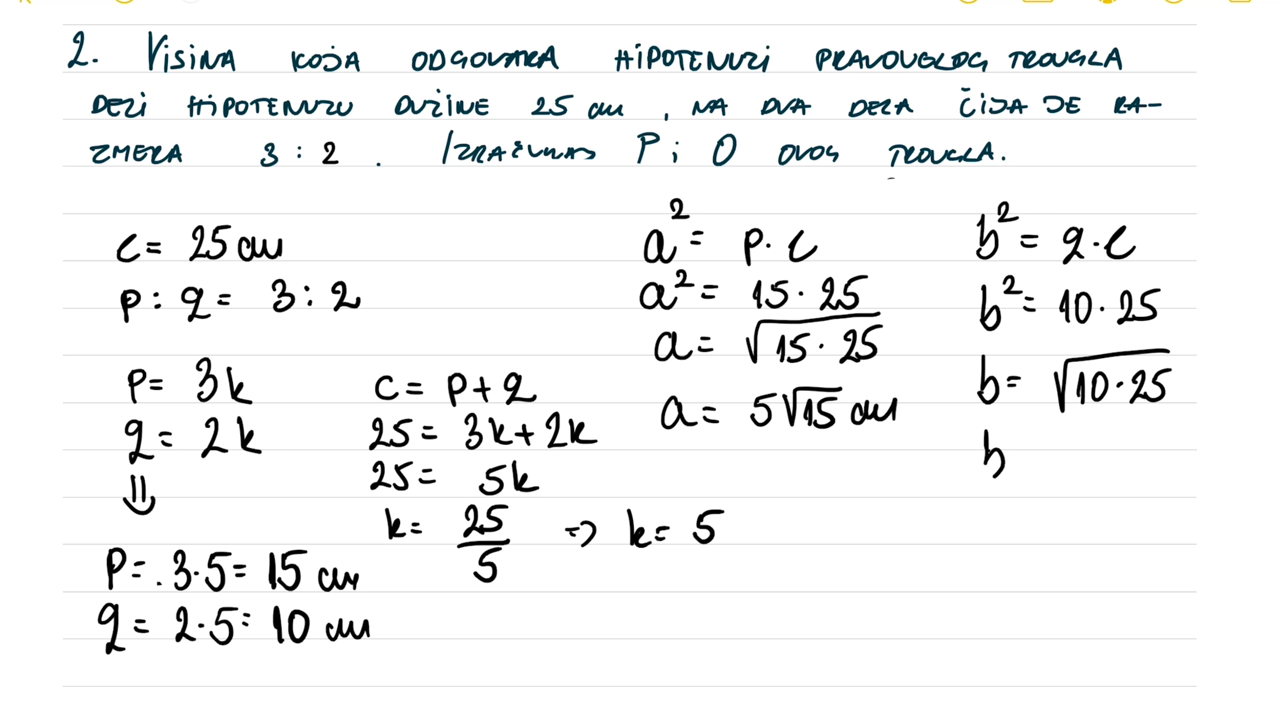 2. VISINA KOJA ODGOVARA HIPOTENUZI PRAVOUGLOG TROUGLA
DELI HIPOTENUZU DUŽINE 25 cm, NA DVA DELA ČIJA JE RA-
ZMERA 3 : 2. IZRAČUNAJ P i O OVOG TROUGLA.
c = 25 cm
p : q = 3 : 2
p = 3k
q = 2k
⇓
p = 3·5 = 15 cm
q = 2·5 = 10 cm
c = p + q
25 = 3k + 2k
25 = 5k
k = 25/5 ⇒ k = 5
a² = p · c
a² = 15 · 25
a = √15 · 25
a = 5√15 cm
b² = q · c
b² = 10 · 25
b = √10·25
b